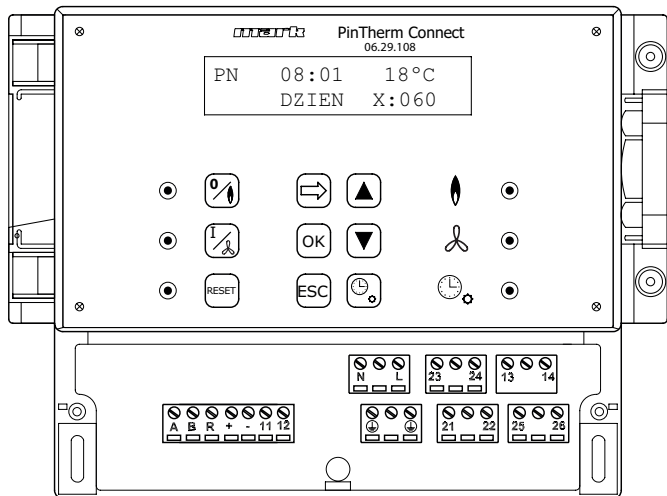 mark PinTherm Connect
06.29.108
PN 08:01 18°C
DZIEN X:060
0/
I/
OK
RESET ESC
N L 23 24 13 14
A B R + - 11 12 21 22 25 26